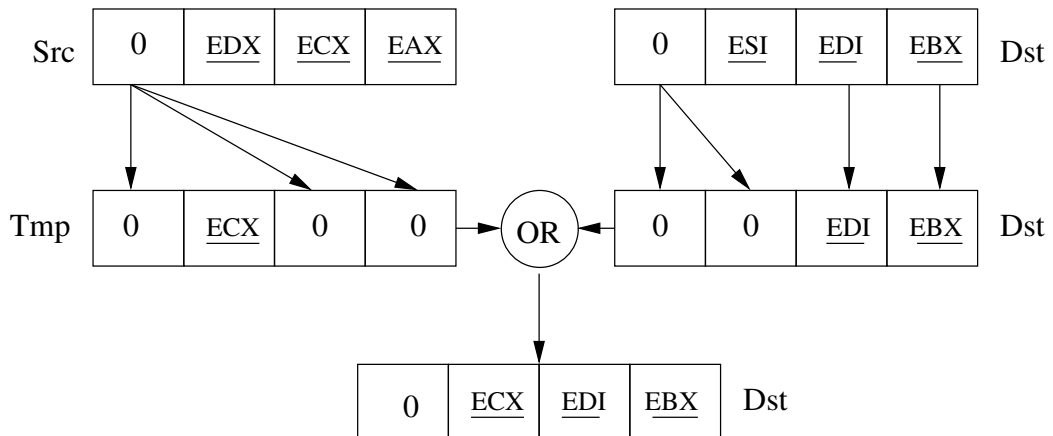 Src 0 EDX ECX EAX 0 ESI EDI EBX Dst
Tmp 0 ECX 0 0 OR 0 0 EDI EBX Dst
0 ECX EDI EBX Dst